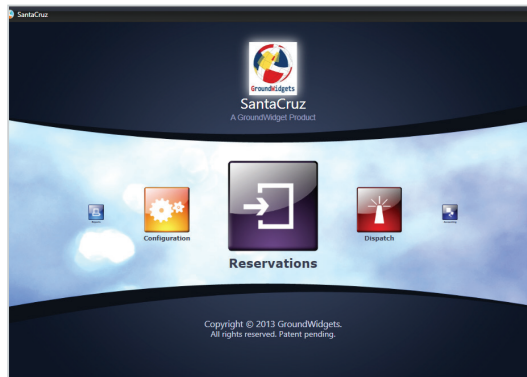 SantaCruz
GroundWidgets
SantaCruz
A GroundWidget Product
Configuration
Reservations
Dispatch
Copyright © 2013 GroundWidgets.
All rights reserved. Patent pending.